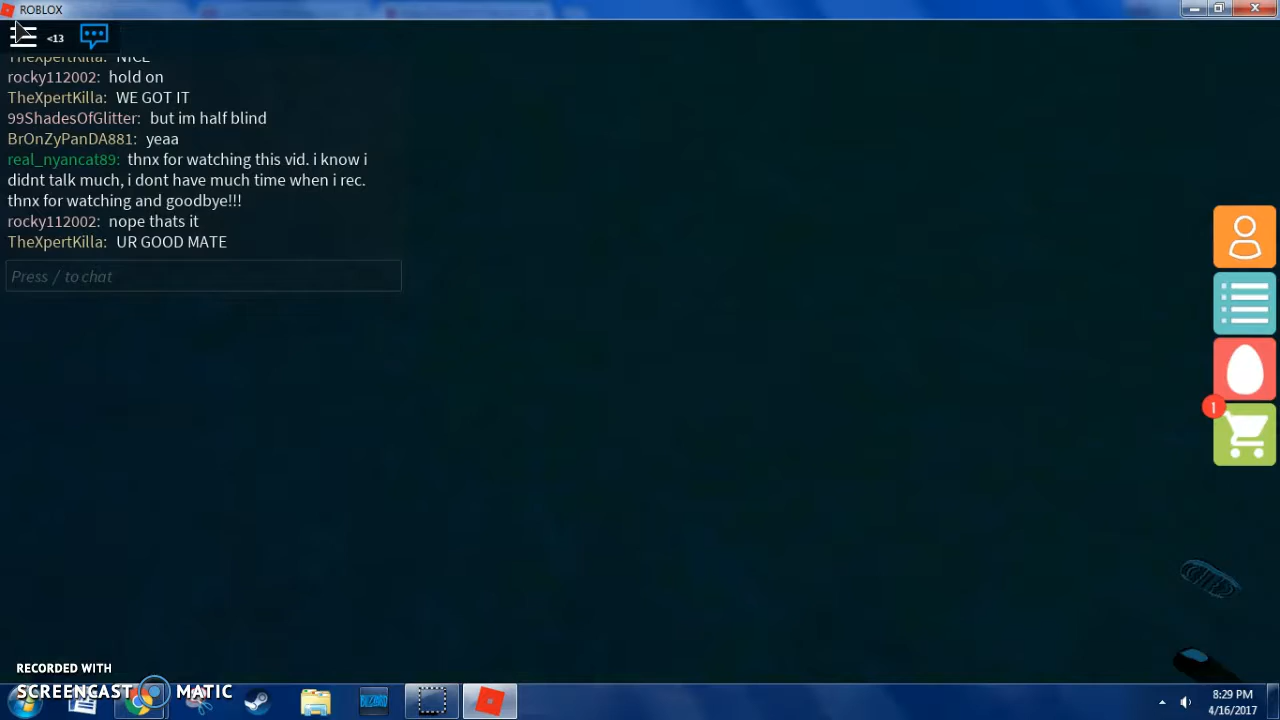 ROBLOX
<13
TheXpertKilla: NICE
rocky112002: hold on
TheXpertKilla: WE GOT IT
99ShadesOfGlitter: but im half blind
BrOnZyPanDA881: yeaa
real_nyancat89: thnx for watching this vid. i know i
didnt talk much, i dont have much time when i rec.
thnx for watching and goodbye!!!
rocky112002: nope thats it
TheXpertKilla: UR GOOD MATE
Press / to chat
1
RECORDED WITH
SCREENCAST MATIC
BLIZZARD
8:29 PM
4/16/2017